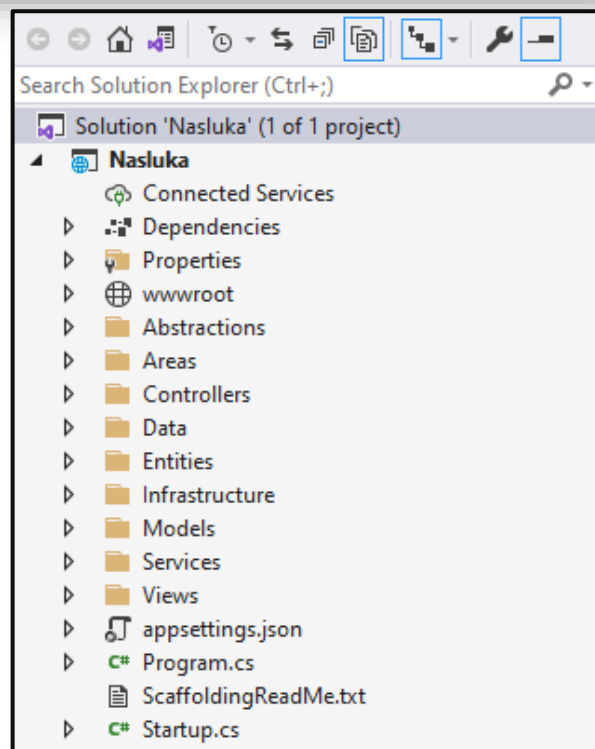 Search Solution Explorer (Ctrl+;)
Solution 'Nasluka' (1 of 1 project)
Nasluka
Connected Services
Dependencies
Properties
wwwroot
Abstractions
Areas
Controllers
Data
Entities
Infrastructure
Models
Services
Views
appsettings.json
C# Program.cs
ScaffoldingReadMe.txt
C# Startup.cs